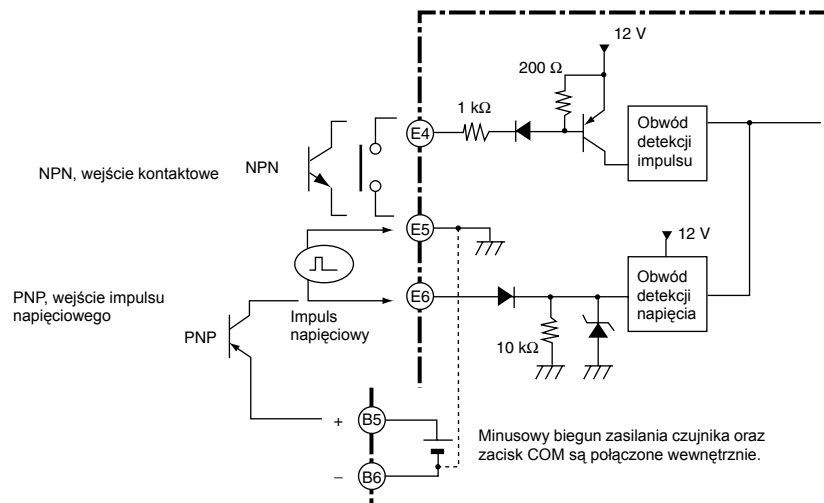 12 V
200 Ω
1 kΩ
E4
Obwód
detekcji
impulsu
NPN, wejście kontaktowe
NPN
E5
12 V
PNP, wejście impulsu
napięciowego
Impuls
napięciowy
E6
Obwód
detekcji
napięcia
PNP
10 kΩ
+
B5
Minusowy biegun zasilania czujnika oraz
zacisk COM są połączone wewnętrznie.
–
B6